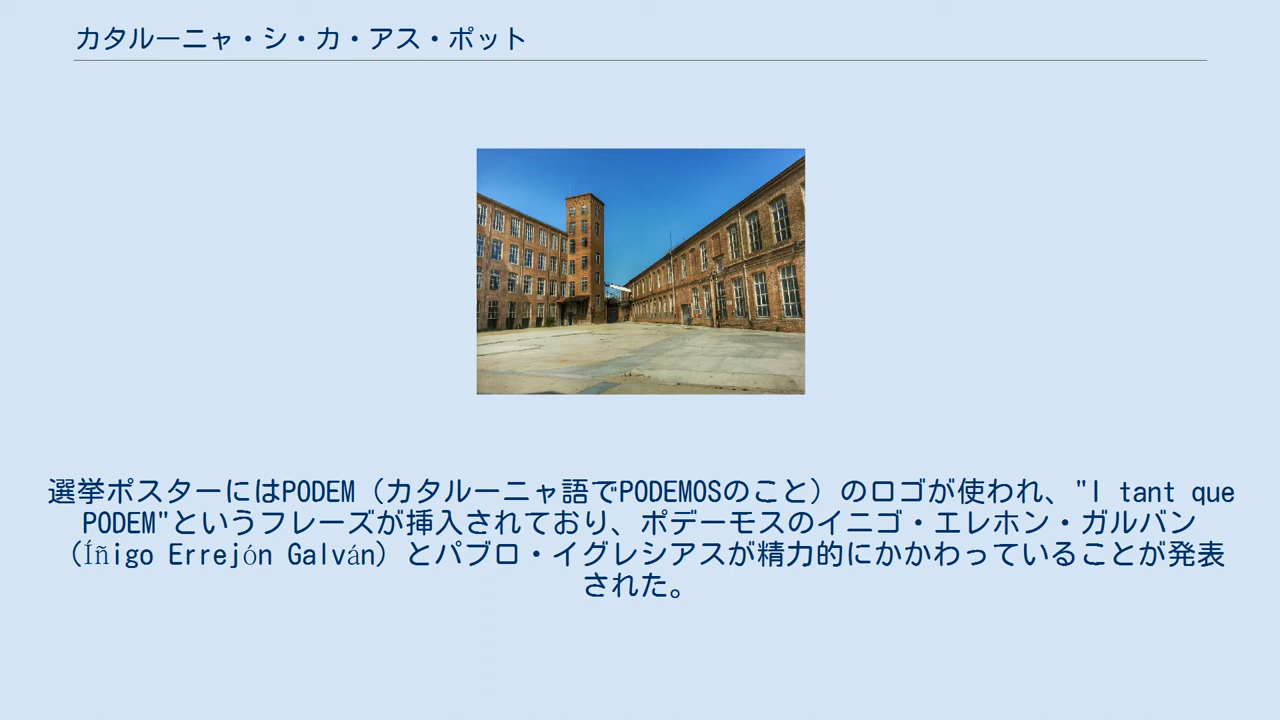 カタルーニャ・シ・カ・アス・ポット
選挙ポスターにはPODEM（カタルーニャ語でPODEMOSのこと）のロゴが使われ、"I tant que
PODEM"というフレーズが挿入されており、ポデーモスのイニゴ・エレホン・ガルバン
（Íñigo Errejón Galván）とパブロ・イグレシアスが精力的にかかわっていることが発表
された。